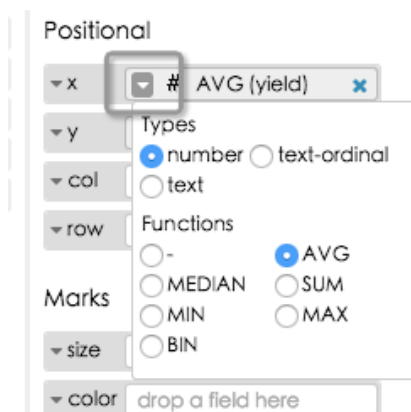 Positional
x # AVG (yield) x
y
col
row
Types
number text-ordinal
text
Functions
- AVG
MEDIAN SUM
MIN MAX
BIN
Marks
size
color drop a field here